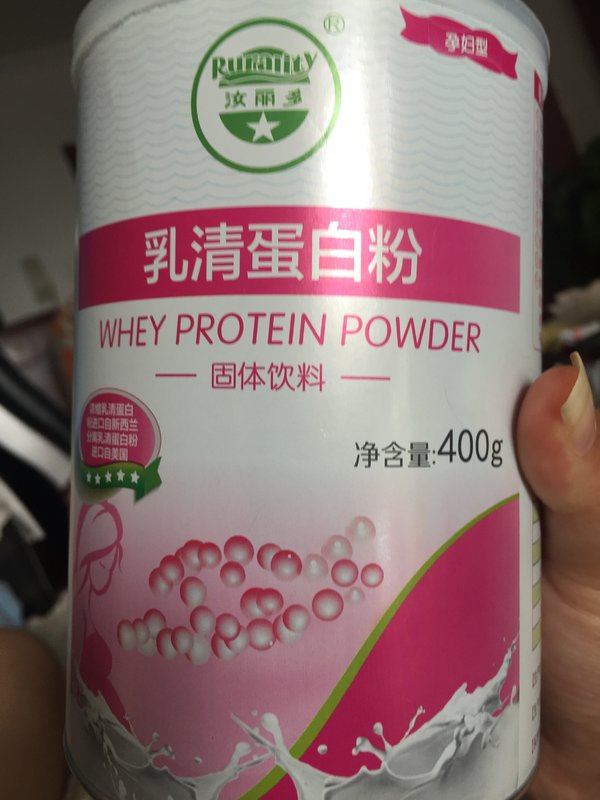 ®
孕妇型
Rurality
汝丽多
乳清蛋白粉
WHEY PROTEIN POWDER
固体饮料
浓缩乳清蛋白
粉进口自新西兰
分离乳清蛋白粉
进口自美国
净含量:400g